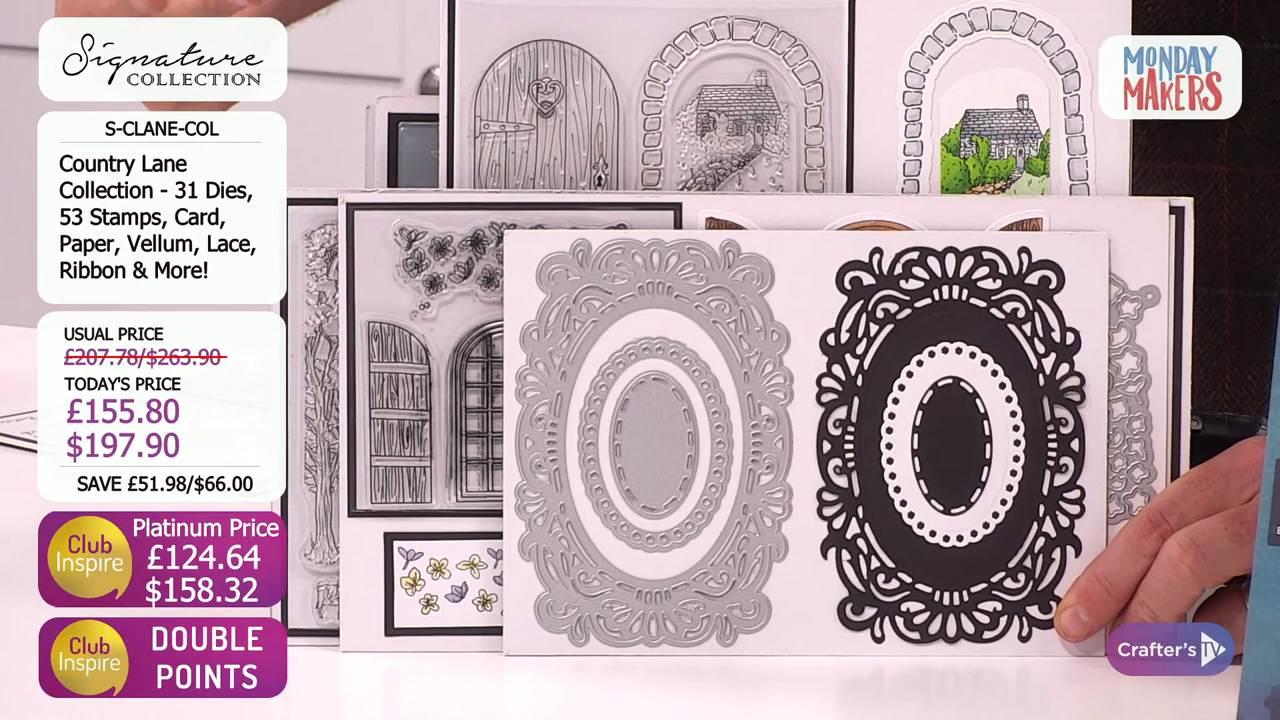 Signature
COLLECTION
S-CLANE-COL
Country Lane
Collection - 31 Dies,
53 Stamps, Card,
Paper, Vellum, Lace,
Ribbon & More!
USUAL PRICE
£207.78/$263.90
TODAY'S PRICE
£155.80
$197.90
SAVE £51.98/$66.00
Club
Inspire
Platinum Price
£124.64
$158.32
Club
Inspire
DOUBLE
POINTS
MONDAY
MAKERS
Crafter's TV